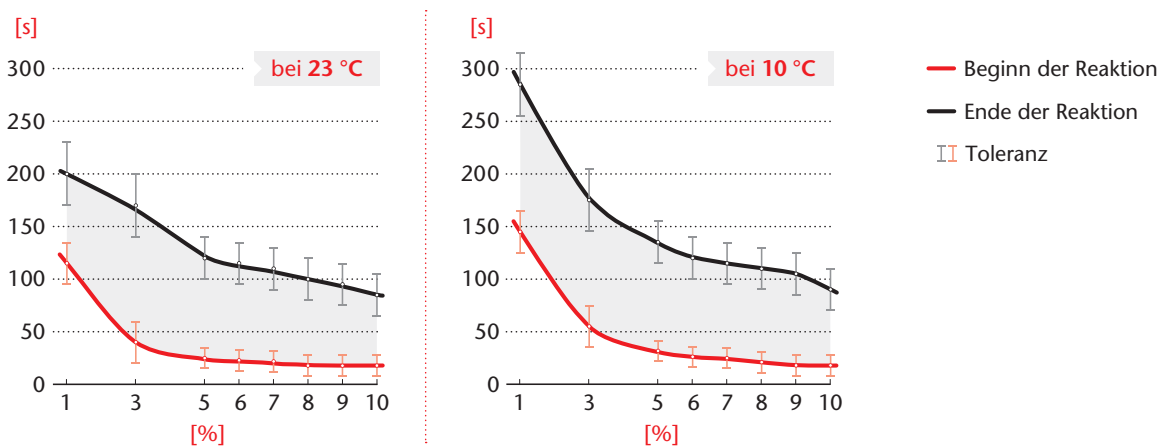 [s]
bei 23 °C
300
250
200
150
100
50
0
1 3 5 6 7 8 9 10
[%]
[s]
bei 10 °C
300
250
200
150
100
50
0
1 3 5 6 7 8 9 10
[%]
Beginn der Reaktion
Ende der Reaktion
Toleranz